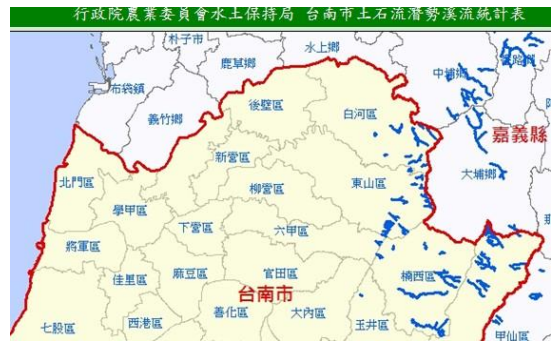 行政院農業委員會水土保持局 台南市土石流潛勢溪流統計表
朴子市
水上鄉
鹿草鄉
中埔鄉
布袋鎮
義竹鄉
後壁區
白河區
嘉義縣
新營區
大埔鄉
北門區
柳營區
東山區
學甲區
下營區
六甲區
將軍區
佳里區
麻豆區
官田區
楠西區
台南市
七股區
西港區
善化區
大內區
玉井區
甲仙區